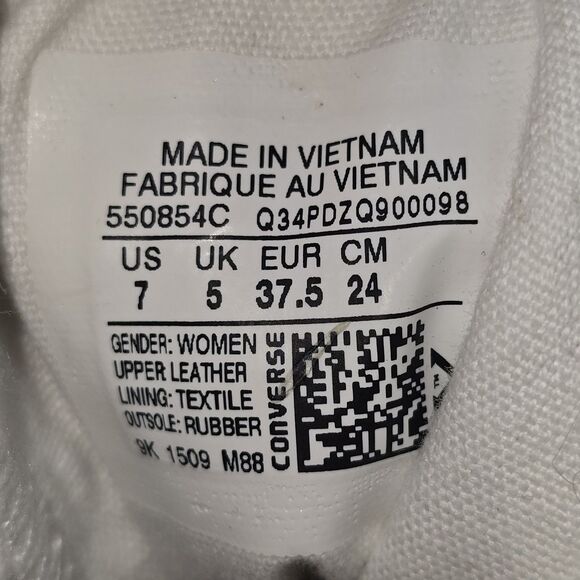 MADE IN VIETNAM
FABRIQUE AU VIETNAM
550854C Q34PDZQ900098
US UK EUR CM
7 5 37.5 24
GENDER: WOMEN
UPPER LEATHER
LINING: TEXTILE
OUTSOLE: RUBBER
9K 1509 M88
CONVERSE
™